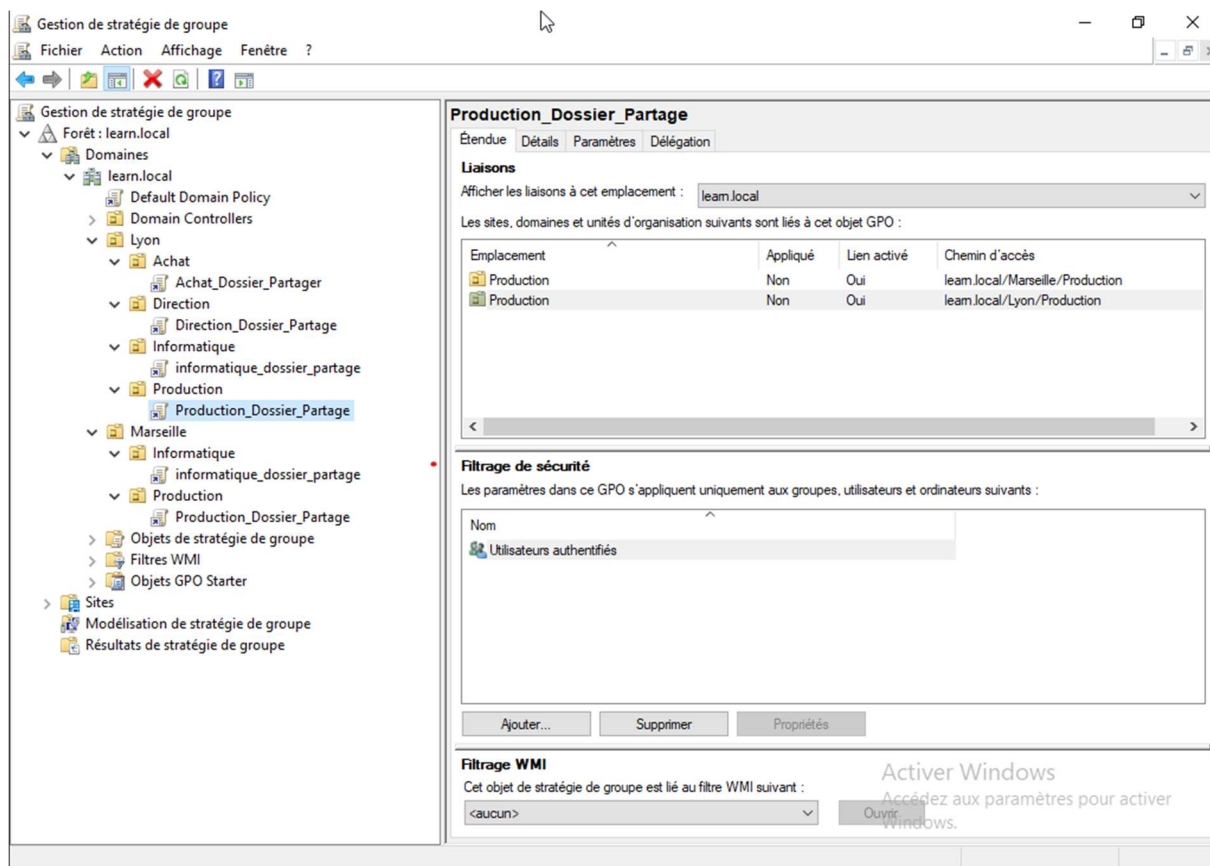 Gestion de stratégie de groupe
Fichier Action Affichage Fenêtre ?
Gestion de stratégie de groupe
Forêt : learn.local
Domaines
learn.local
Default Domain Policy
Domain Controllers
Lyon
Achat
Achat_Dossier_Partager
Direction
Direction_Dossier_Partage
Informatique
informatique_dossier_partage
Production
Production_Dossier_Partage
Marseille
Informatique
informatique_dossier_partage
Production
Production_Dossier_Partage
Objets de stratégie de groupe
Filtres WMI
Objets GPO Starter
Sites
Modélisation de stratégie de groupe
Résultats de stratégie de groupe
Production_Dossier_Partage
Étendue Détails Paramètres Délégation
Liaisons
Afficher les liaisons à cet emplacement : learn.local
Les sites, domaines et unités d'organisation suivants sont liés à cet objet GPO :
Emplacement Appliqué Lien activé Chemin d'accès
Production Non Oui learn.local/Marseille/Production
Production Non Oui learn.local/Lyon/Production
Filtrage de sécurité
Les paramètres dans ce GPO s'appliquent uniquement aux groupes, utilisateurs et ordinateurs suivants :
Nom
Utilisateurs authentifiés
Ajouter... Supprimer Propriétés
Filtrage WMI
Cet objet de stratégie de groupe est lié au filtre WMI suivant :
<aucun> Ouvrir
Activer Windows
Accédez aux paramètres pour activer
Windows.